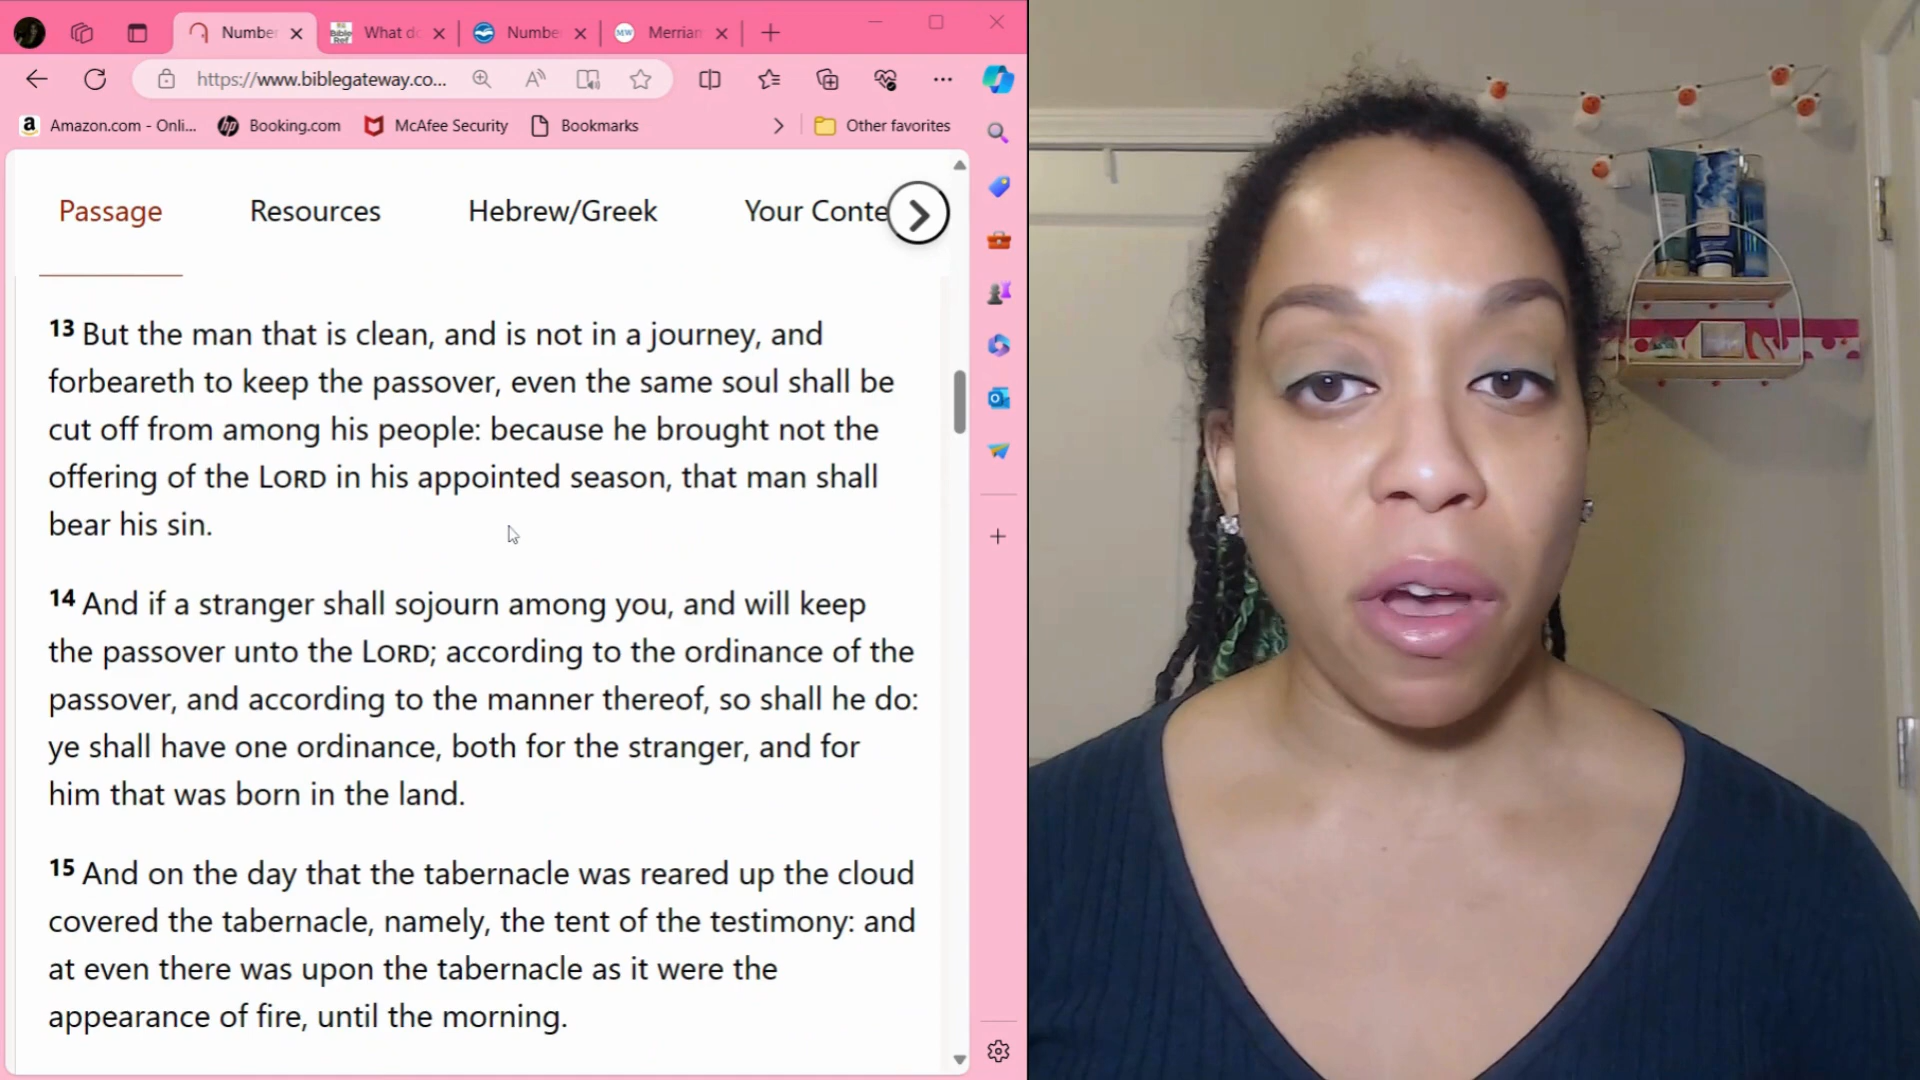 Number
What d
Number
Merrian
https://www.biblegateway.co...
Amazon.com - Onli...
Booking.com
McAfee Security
Bookmarks
Other favorites
Passage
Resources
Hebrew/Greek
Your Conte
13 But the man that is clean, and is not in a journey, and
forbeareth to keep the passover, even the same soul shall be
cut off from among his people: because he brought not the
offering of the LORD in his appointed season, that man shall
bear his sin.
14 And if a stranger shall sojourn among you, and will keep
the passover unto the LORD; according to the ordinance of the
passover, and according to the manner thereof, so shall he do:
ye shall have one ordinance, both for the stranger, and for
him that was born in the land.
15 And on the day that the tabernacle was reared up the cloud
covered the tabernacle, namely, the tent of the testimony: and
at even there was upon the tabernacle as it were the
appearance of fire, until the morning.